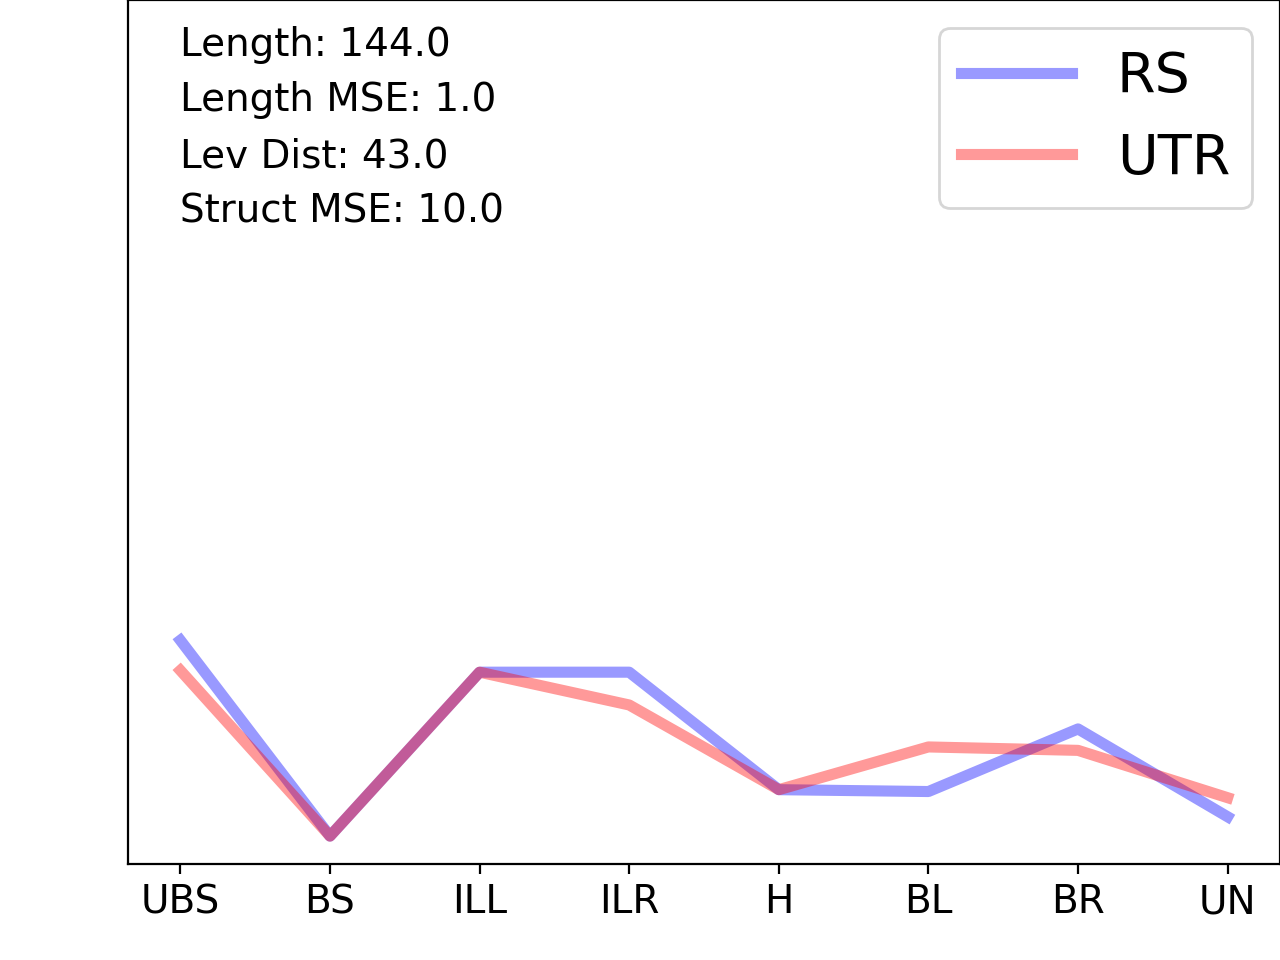 Length: 144.0
Length MSE: 1.0
Lev Dist: 43.0
Struct MSE: 10.0
RS
UTR
UBS BS ILL ILR H BL BR UN